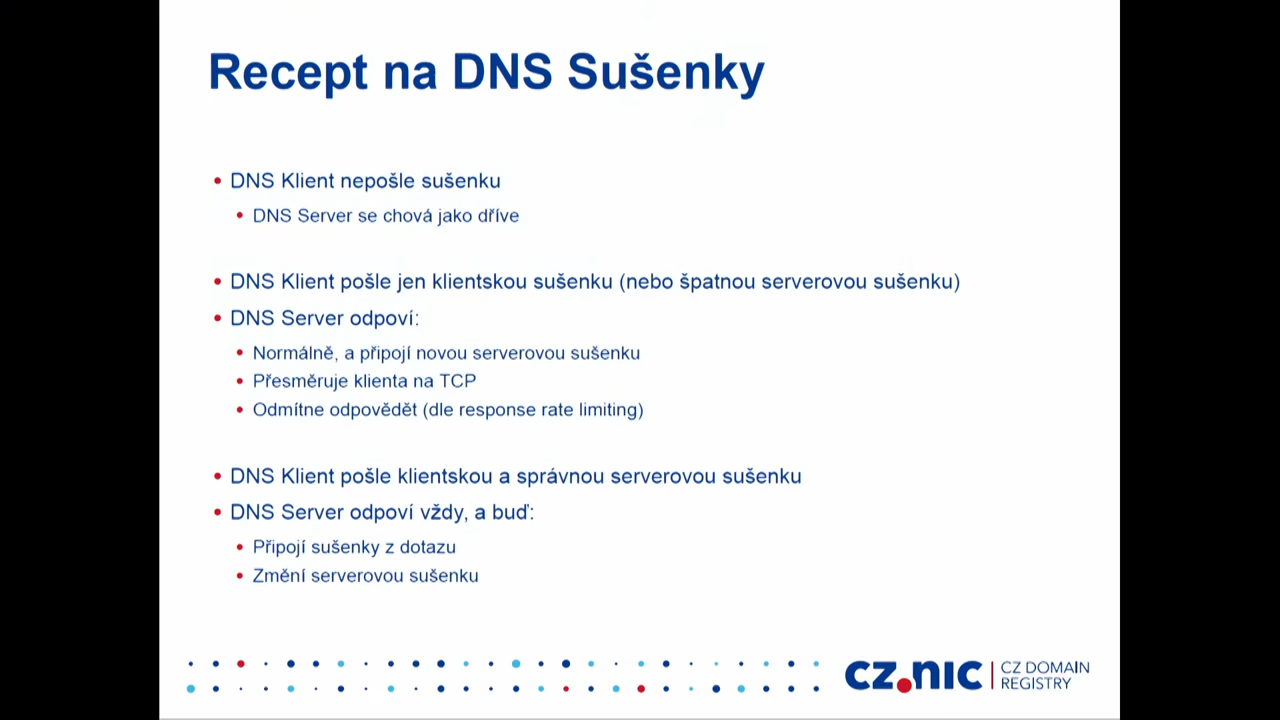 Recept na DNS Sušenky
• DNS Klient nepošle sušenku
• DNS Server se chová jako dříve
• DNS Klient pošle jen klientskou sušenku (nebo špatnou serverovou sušenku)
• DNS Server odpoví:
• Normálně, a připojí novou serverovou sušenku
• Přesměruje klienta na TCP
• Odmítne odpovědět (dle response rate limiting)
• DNS Klient pošle klientskou a správnou serverovou sušenku
• DNS Server odpoví vždy, a buď:
• Připojí sušenky z dotazu
• Změní serverovou sušenku
CZ.NIC | CZ DOMAIN
REGISTRY